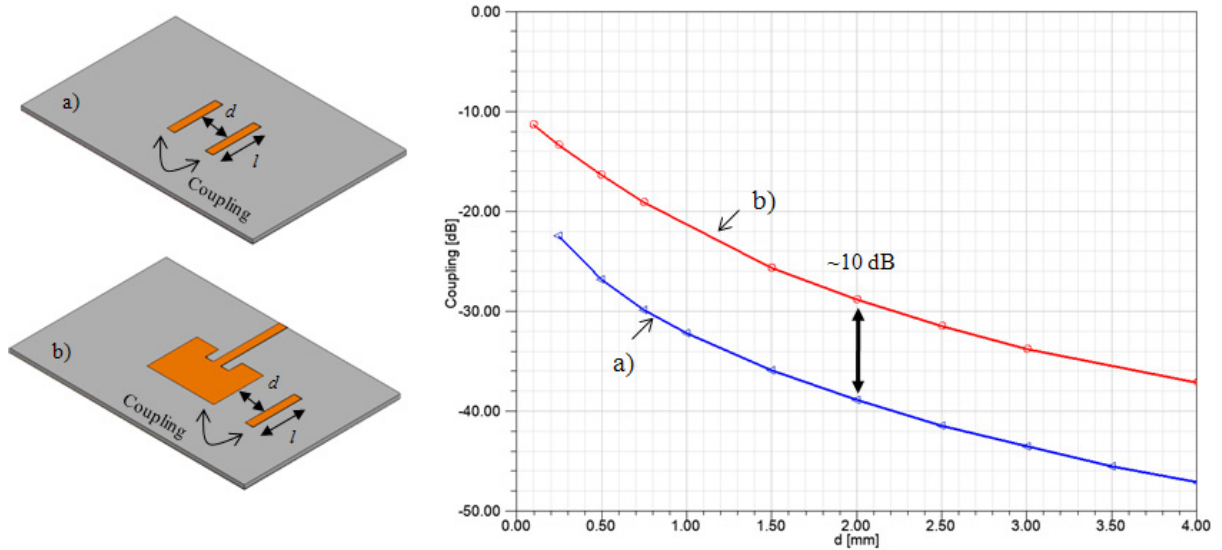 a)
d
l
Coupling
b)
d
l
Coupling
0.00
-10.00
-20.00
-30.00
-40.00
-50.00
Coupling [dB]
b)
~10 dB
a)
0.00 0.50 1.00 1.50 2.00 2.50 3.00 3.50 4.00
d [mm]